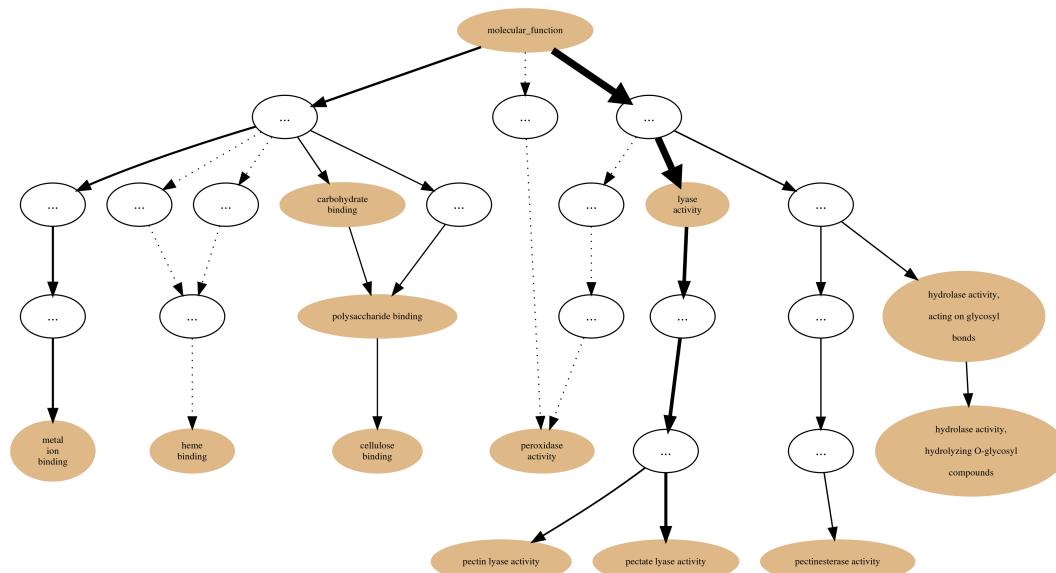 molecular_function
...
...
...
...
...
...
carbohydrate
binding
...
...
lyase
activity
...
...
...
polysaccharide binding
...
...
...
hydrolase activity,
acting on glycosyl
bonds
metal
ion
binding
heme
binding
cellulose
binding
peroxidase
activity
...
...
hydrolase activity,
hydrolyzing O-glycosyl
compounds
pectin lyase activity
pectate lyase activity
pectinesterase activity